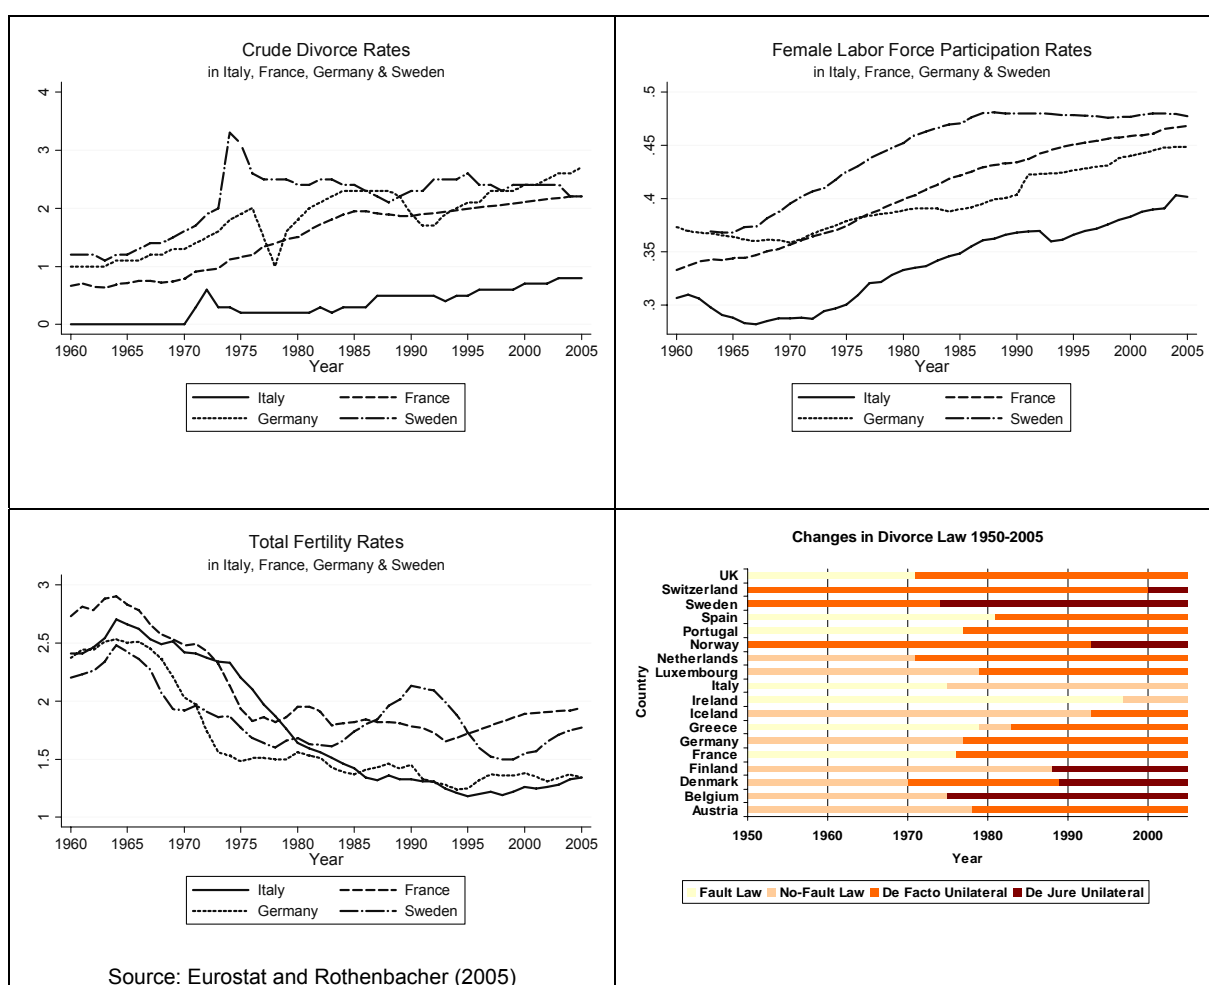 Crude Divorce Rates
in Italy, France, Germany & Sweden
4
3
2
1
0
1960 1965 1970 1975 1980 1985 1990 1995 2000 2005
Year
Italy France
Germany Sweden
Female Labor Force Participation Rates
in Italy, France, Germany & Sweden
.5
.45
.4
.35
.3
1960 1965 1970 1975 1980 1985 1990 1995 2000 2005
Year
Italy France
Germany Sweden
Total Fertility Rates
in Italy, France, Germany & Sweden
3
2.5
2
1.5
1
1960 1965 1970 1975 1980 1985 1990 1995 2000 2005
Year
Italy France
Germany Sweden
Source: Eurostat and Rothenbacher (2005)
Changes in Divorce Law 1950-2005
Country
UK
Switzerland
Sweden
Spain
Portugal
Norway
Netherlands
Luxembourg
Italy
Ireland
Iceland
Greece
Germany
France
Finland
Denmark
Belgium
Austria
1950 1960 1970 1980 1990 2000
Year
Fault Law No-Fault Law De Facto Unilateral De Jure Unilateral